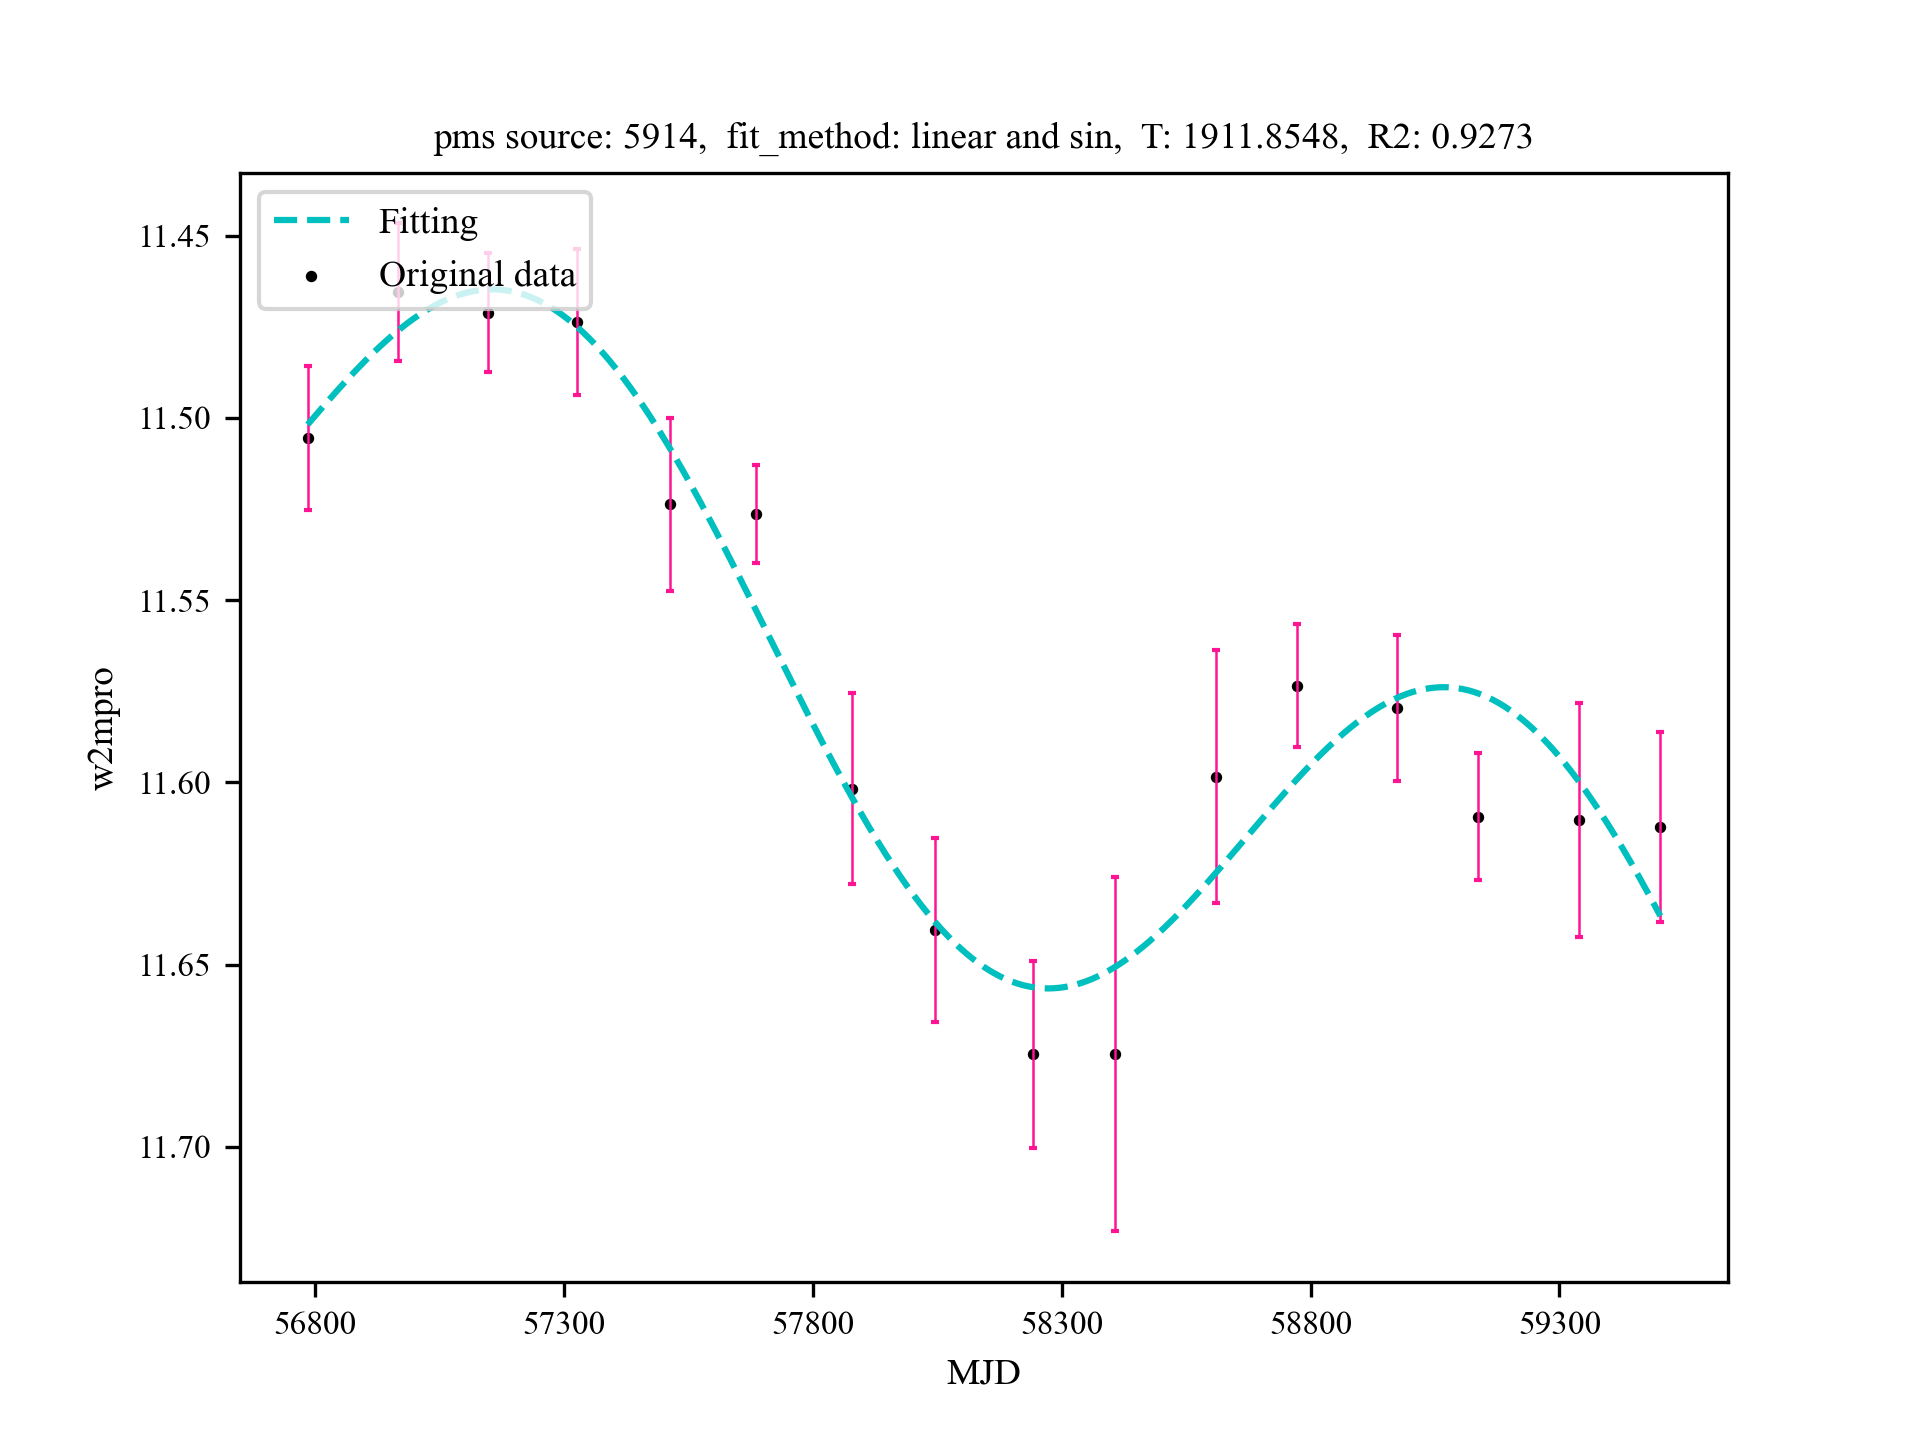 pms source: 5914, fit_method: linear and sin, T: 1911.8548, R2: 0.9273
Fitting
Original data
11.45
11.50
11.55
11.60
11.65
11.70
w2mpro
56800 57300 57800 58300 58800 59300
MJD